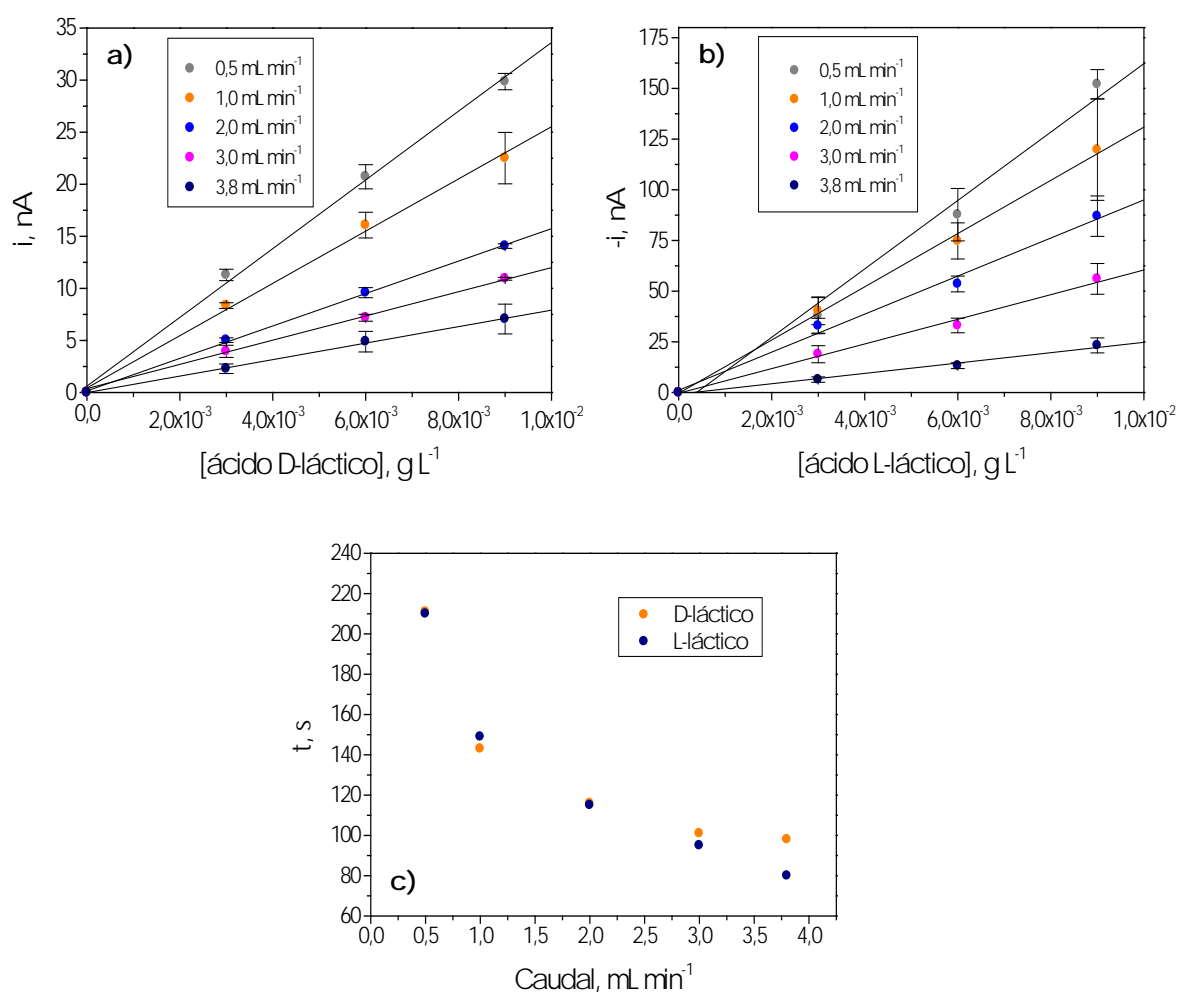 a)
35
30
25
20
15
10
5
0
i, nA
0,5 mL min⁻¹
1,0 mL min⁻¹
2,0 mL min⁻¹
3,0 mL min⁻¹
3,8 mL min⁻¹
0,0 2,0x10⁻³ 4,0x10⁻³ 6,0x10⁻³ 8,0x10⁻³ 1,0x10⁻²
[ácido D-láctico], g L⁻¹
b)
175
150
125
100
75
50
25
0
-i, nA
0,5 mL min⁻¹
1,0 mL min⁻¹
2,0 mL min⁻¹
3,0 mL min⁻¹
3,8 mL min⁻¹
0,0 2,0x10⁻³ 4,0x10⁻³ 6,0x10⁻³ 8,0x10⁻³ 1,0x10⁻²
[ácido L-láctico], g L⁻¹
240
220
200
180
160
140
120
100
80
60
t, s
D-láctico
L-láctico
c)
0,0 0,5 1,0 1,5 2,0 2,5 3,0 3,5 4,0
Caudal, mL min⁻¹